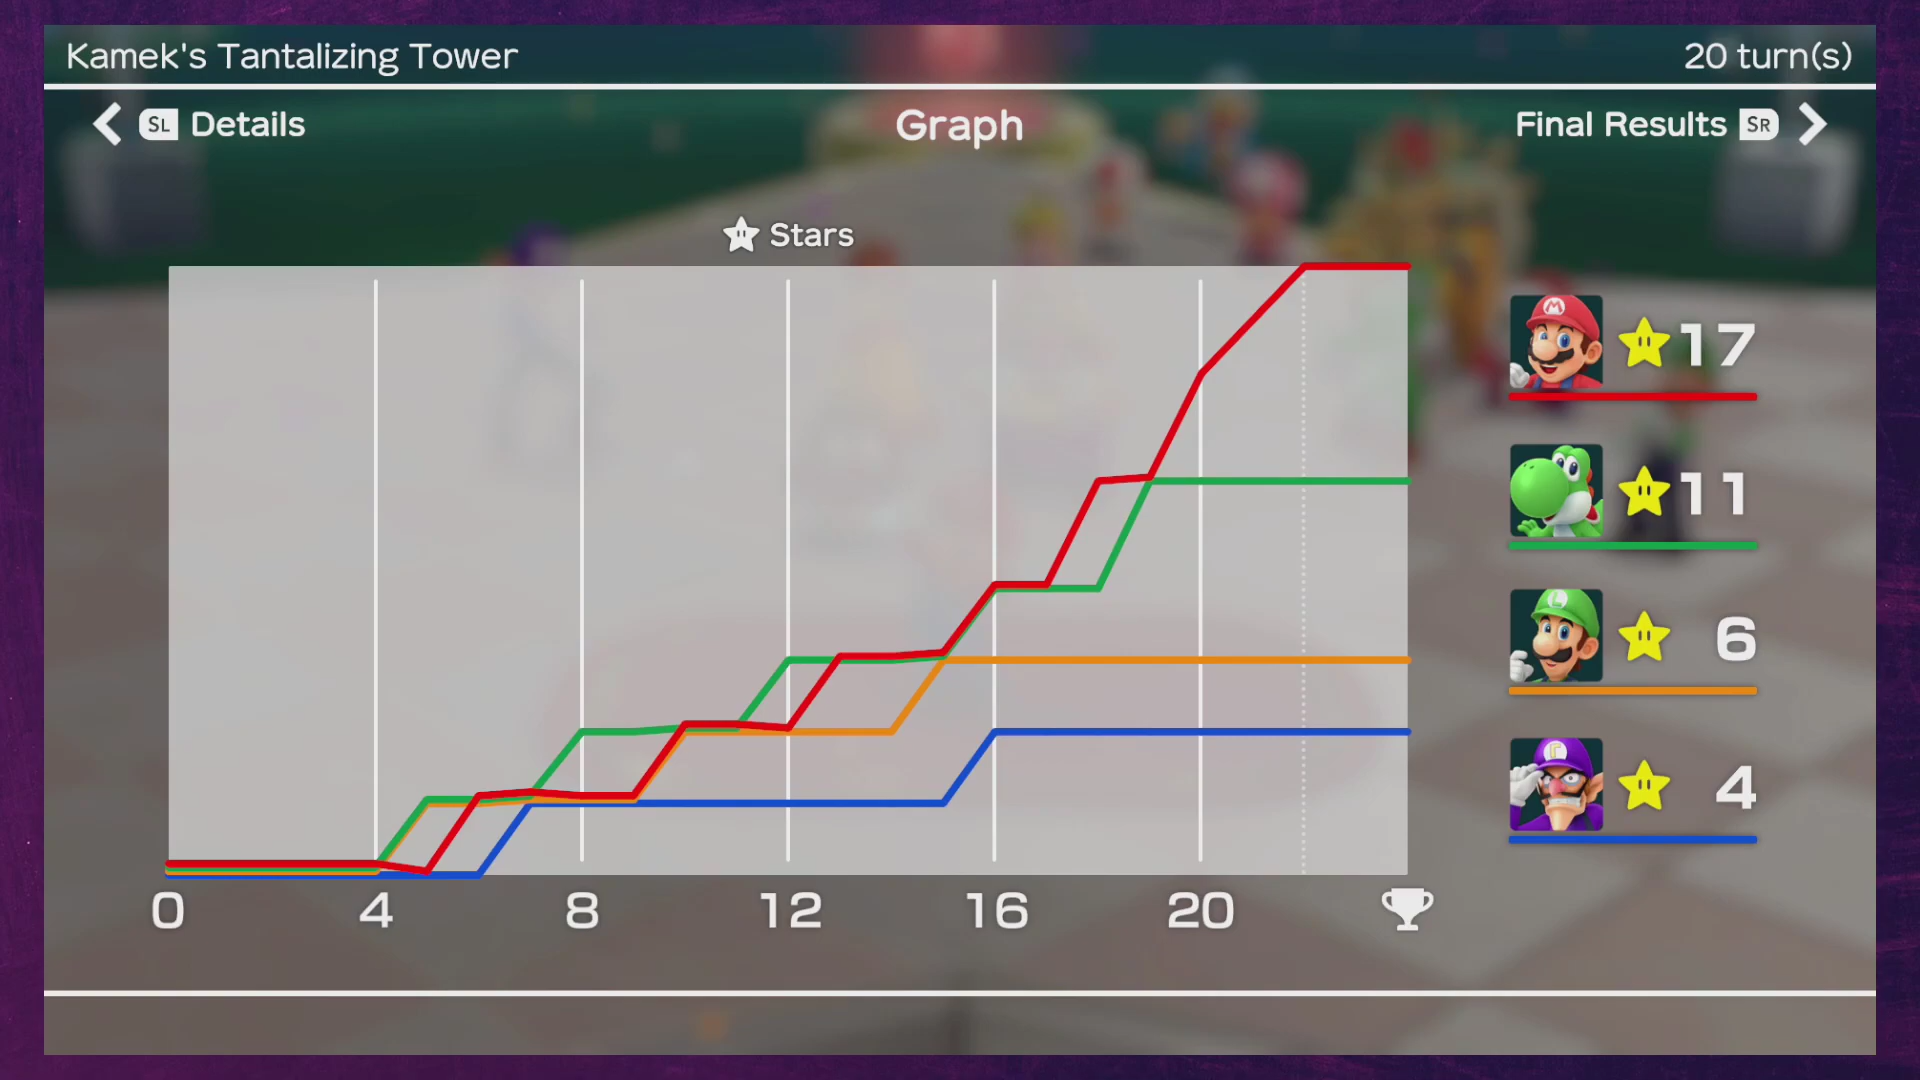 Kamek's Tantalizing Tower
20 turn(s)
SL Details
Graph
Final Results SR
Stars
17
11
6
4
0 4 8 12 16 20